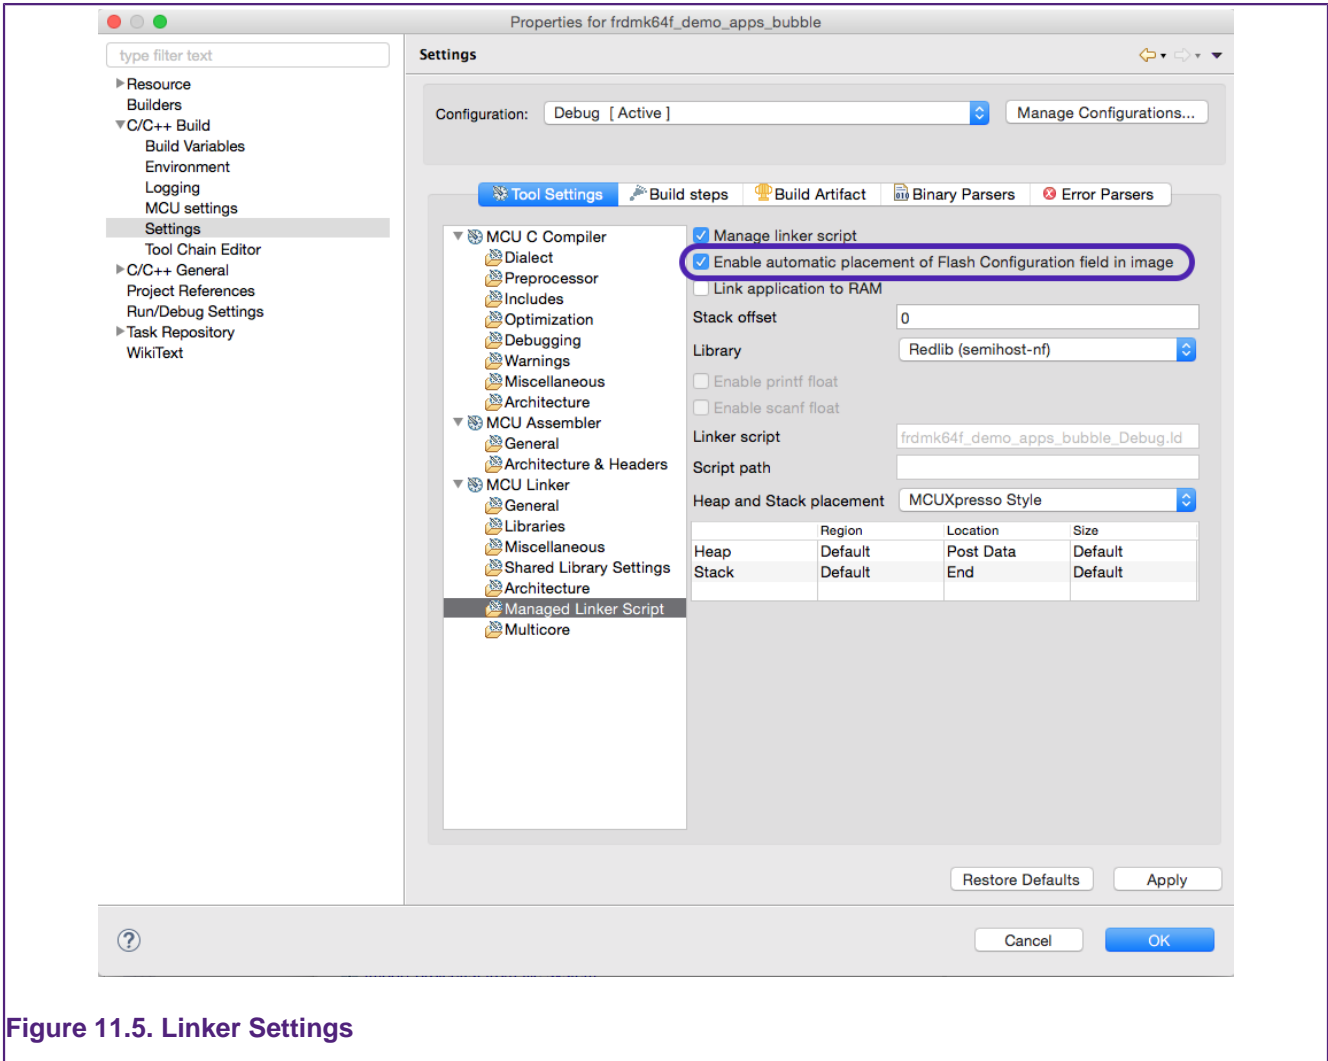 Properties for frdmk64f_demo_apps_bubble
type filter text
Resource
Builders
C/C++ Build
Build Variables
Environment
Logging
MCU settings
Settings
Tool Chain Editor
C/C++ General
Project References
Run/Debug Settings
Task Repository
WikiText
Settings
Configuration: Debug [ Active ] Manage Configurations...
Tool Settings Build steps Build Artifact Binary Parsers Error Parsers
MCU C Compiler
Dialect
Preprocessor
Includes
Optimization
Debugging
Warnings
Miscellaneous
Architecture
MCU Assembler
General
Architecture & Headers
MCU Linker
General
Libraries
Miscellaneous
Shared Library Settings
Architecture
Managed Linker Script
Multicore
Manage linker script
Enable automatic placement of Flash Configuration field in image
Link application to RAM
Stack offset 0
Library Redlib (semihost-nf)
Enable printf float
Enable scanf float
Linker script frdmk64f_demo_apps_bubble_Debug.ld
Script path
Heap and Stack placement MCUXpresso Style
Region Location Size
Heap Default Post Data Default
Stack Default End Default
Restore Defaults Apply
Cancel OK
Figure 11.5. Linker Settings